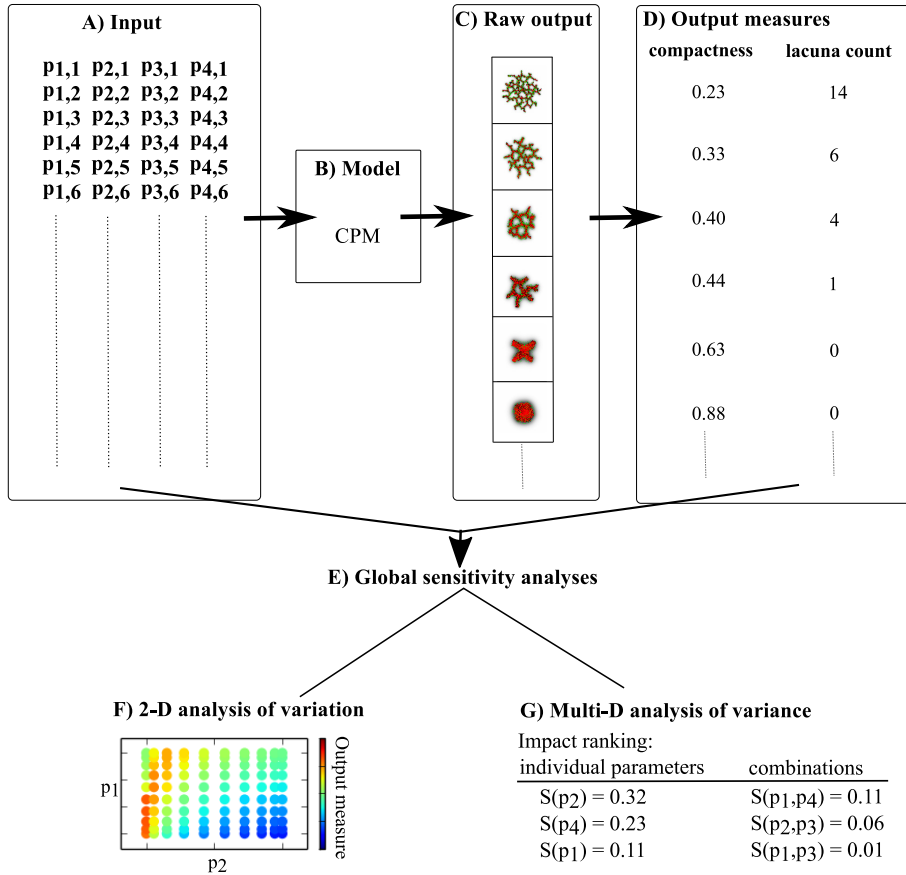 A) Input
p1,1 p2,1 p3,1 p4,1
p1,2 p2,2 p3,2 p4,2
p1,3 p2,3 p3,3 p4,3
p1,4 p2,4 p3,4 p4,4
p1,5 p2,5 p3,5 p4,5
p1,6 p2,6 p3,6 p4,6
B) Model
CPM
C) Raw output
D) Output measures
compactness lacuna count
0.23 14
0.33 6
0.40 4
0.44 1
0.63 0
0.88 0
E) Global sensitivity analyses
F) 2-D analysis of variation
p1
p2
Output measure
G) Multi-D analysis of variance
Impact ranking:
individual parameters combinations
S(p2) = 0.32 S(p1,p4) = 0.11
S(p4) = 0.23 S(p2,p3) = 0.06
S(p1) = 0.11 S(p1,p3) = 0.01